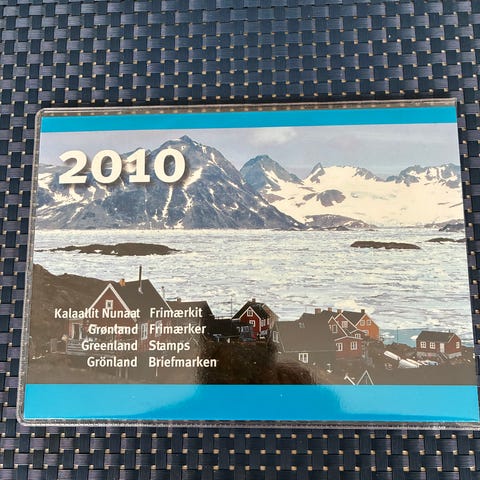 2010
Kalaallit Nunaat Frimærkit
Grønland Frimærker
Greenland Stamps
Grönland Briefmarken